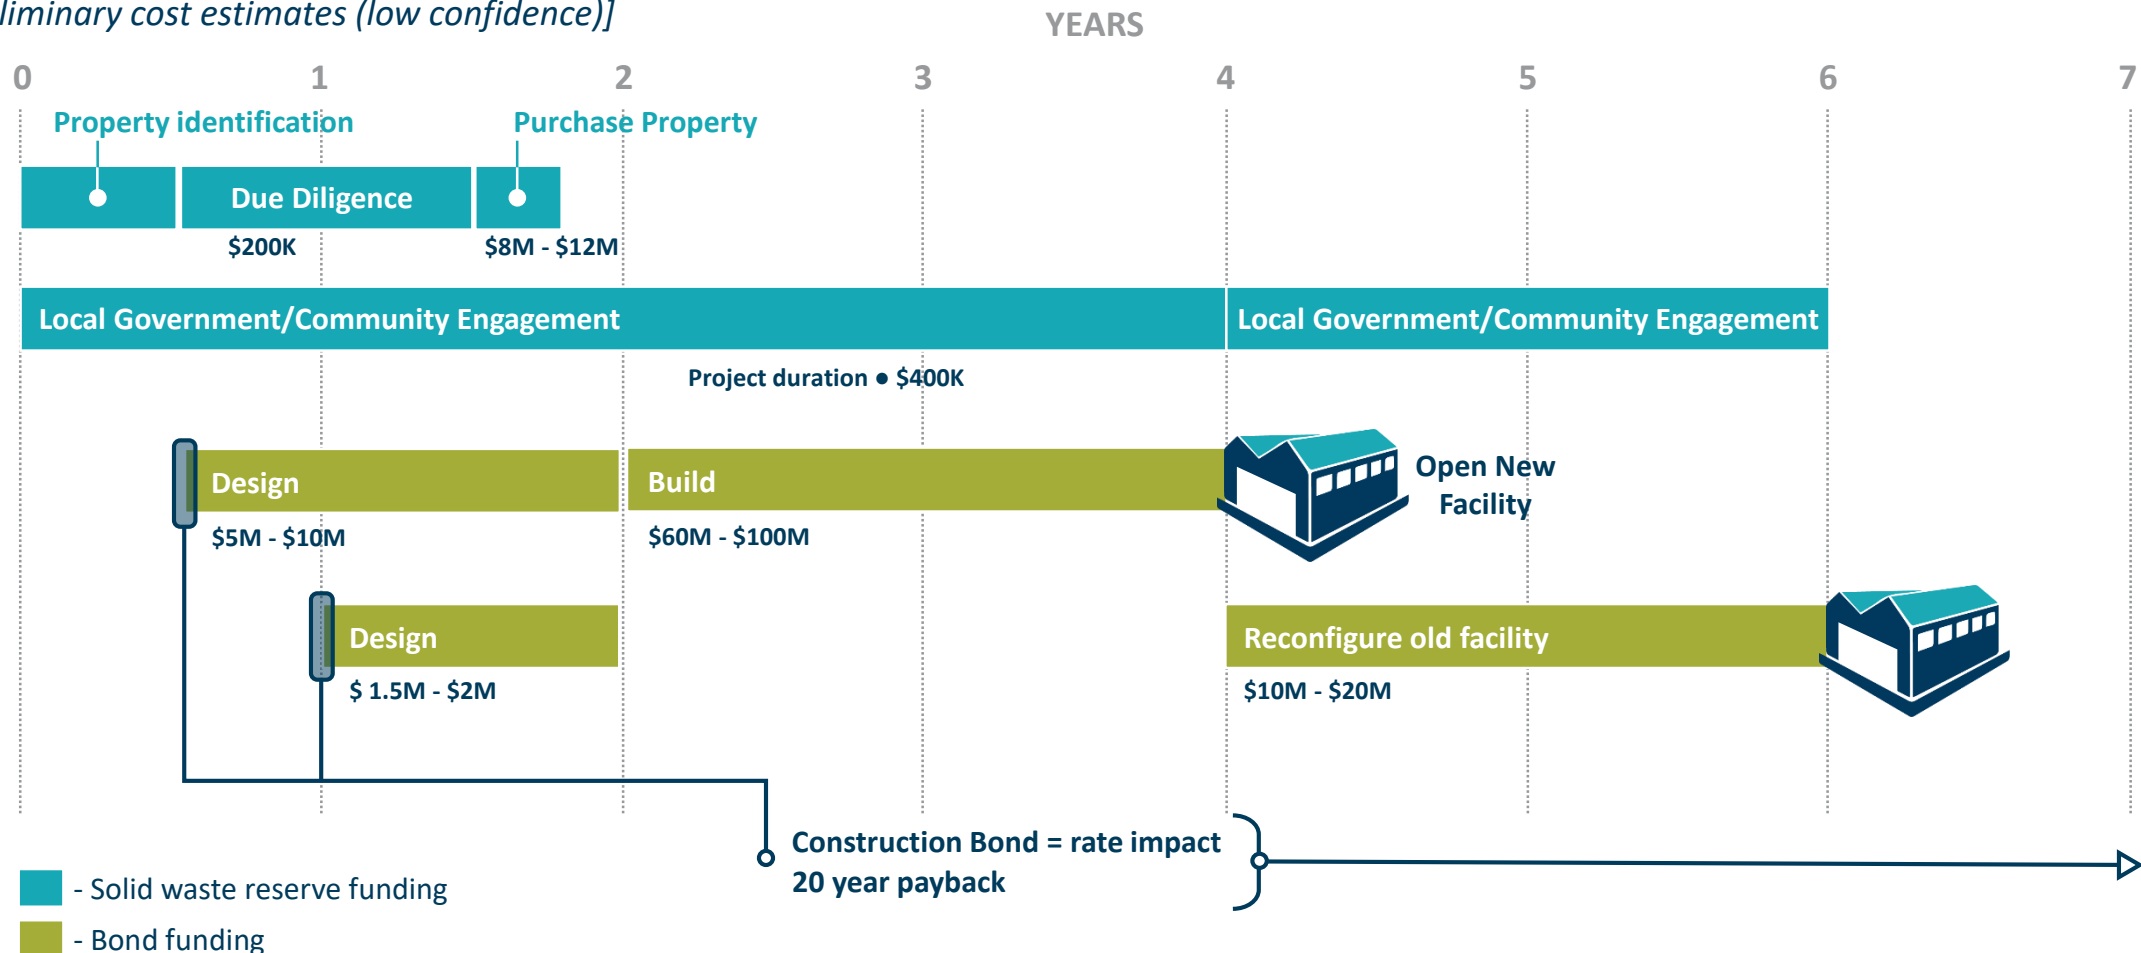 liminary cost estimates (low confidence)]
YEARS
0 1 2 3 4 5 6 7
Property identification
Purchase Property
Due Diligence
$200K
$8M - $12M
Local Government/Community Engagement
Local Government/Community Engagement
Project duration ● $400K
Design
Build
Open New
Facility
$5M - $10M
$60M - $100M
Design
Reconfigure old facility
$ 1.5M - $2M
$10M - $20M
Construction Bond = rate impact
20 year payback
- Solid waste reserve funding
- Bond funding